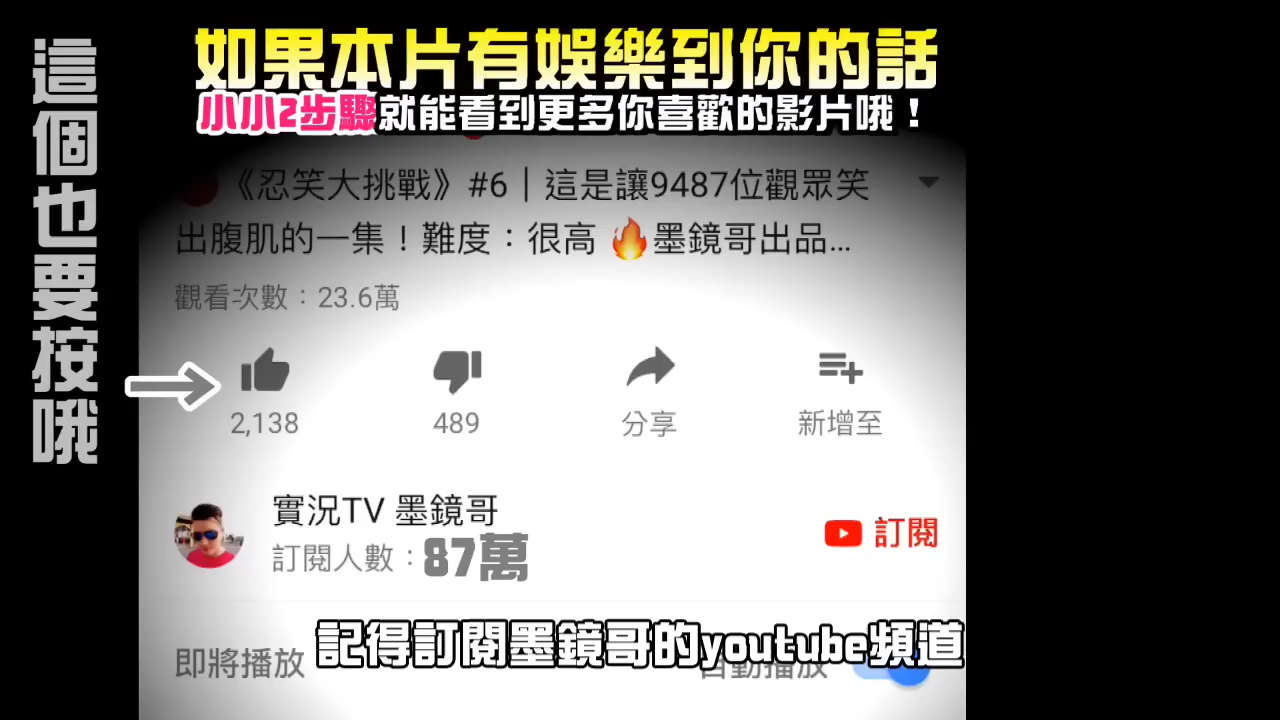 如果本片有娛樂到你的話
小小2步驟就能看到更多你喜歡的影片哦！
這個也要按哦
《忍笑大挑戰》#6｜這是讓9487位觀眾笑
出腹肌的一集！難度：很高 🔥墨鏡哥出品...
觀看次數：23.6萬
2,138
489
分享
新增至
實況TV 墨鏡哥
訂閱人數：87萬
訂閱
記得訂閱墨鏡哥的youtube頻道
即將播放
自動播放